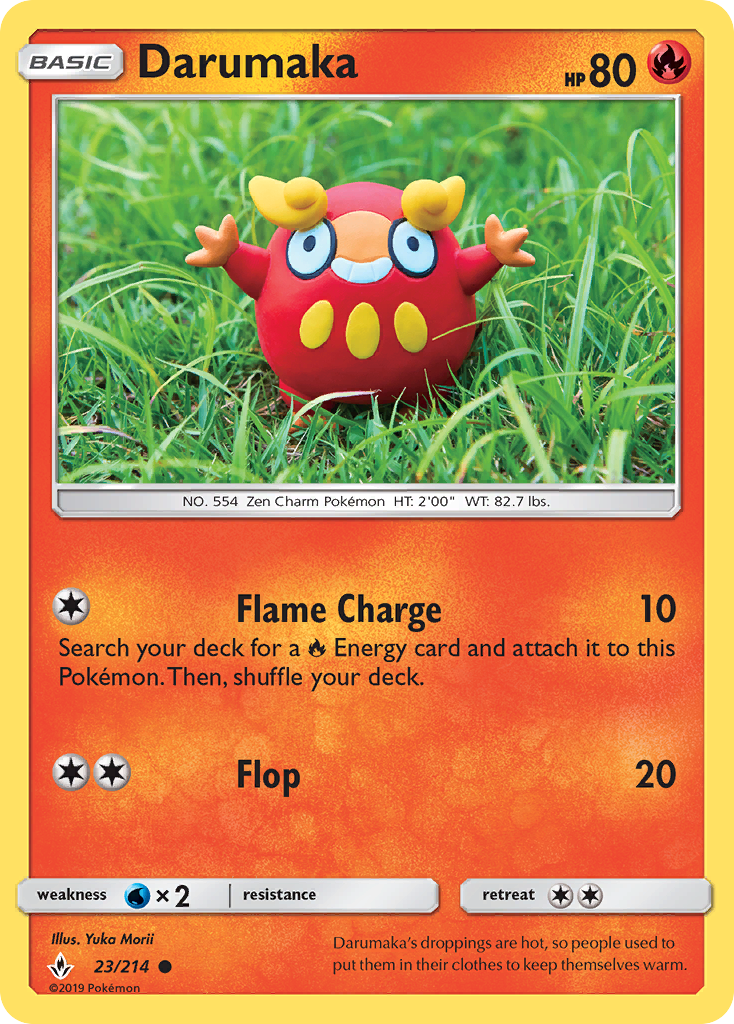 BASIC Darumaka HP 80
NO. 554 Zen Charm Pokémon HT: 2'00" WT: 82.7 lbs.
Flame Charge 10
Search your deck for a Energy card and attach it to this
Pokémon. Then, shuffle your deck.
Flop 20
weakness × 2 resistance retreat
Illus. Yuka Morii
23/214
©2019 Pokémon
Darumaka's droppings are hot, so people used to
put them in their clothes to keep themselves warm.